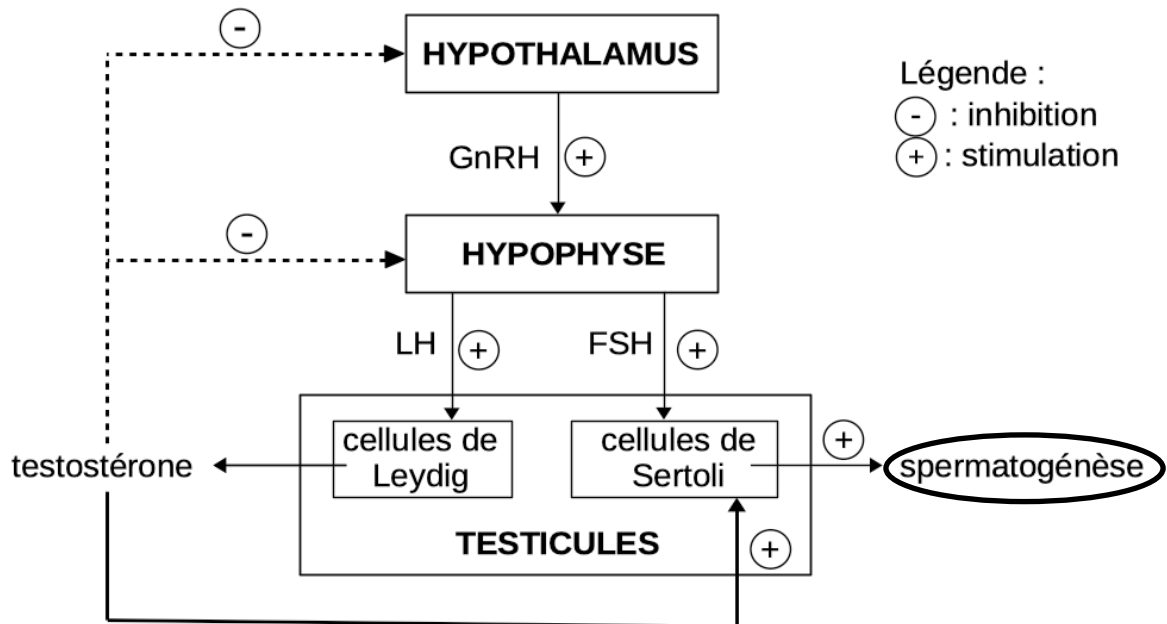 -
HYPOTHALAMUS
Légende :
- : inhibition
+ : stimulation
GnRH +
-
HYPOPHYSE
LH +
FSH +
cellules de
Leydig
cellules de
Sertoli
+
testostérone
spermatogénèse
TESTICULES
+